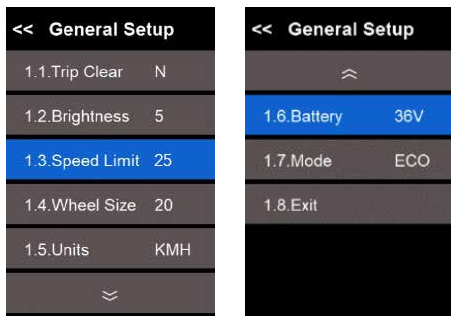 << General Setup
1.1.Trip Clear N
1.2.Brightness 5
1.3.Speed Limit 25
1.4.Wheel Size 20
1.5.Units KMH
<< General Setup
1.6.Battery 36V
1.7.Mode ECO
1.8.Exit